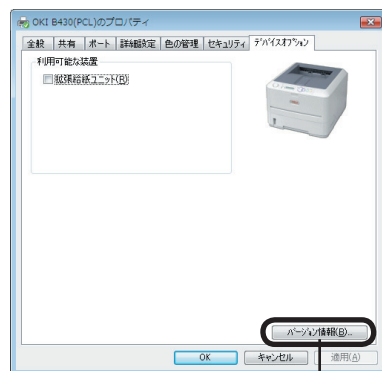 OKI B430(PCL)のプロパティ
全般 共有 ポート 詳細設定 色の管理 セキュリティ デバイスオプション
利用可能な装置
拡張給紙ユニット(B)
バージョン情報(B)...
OK キャンセル 適用(A)